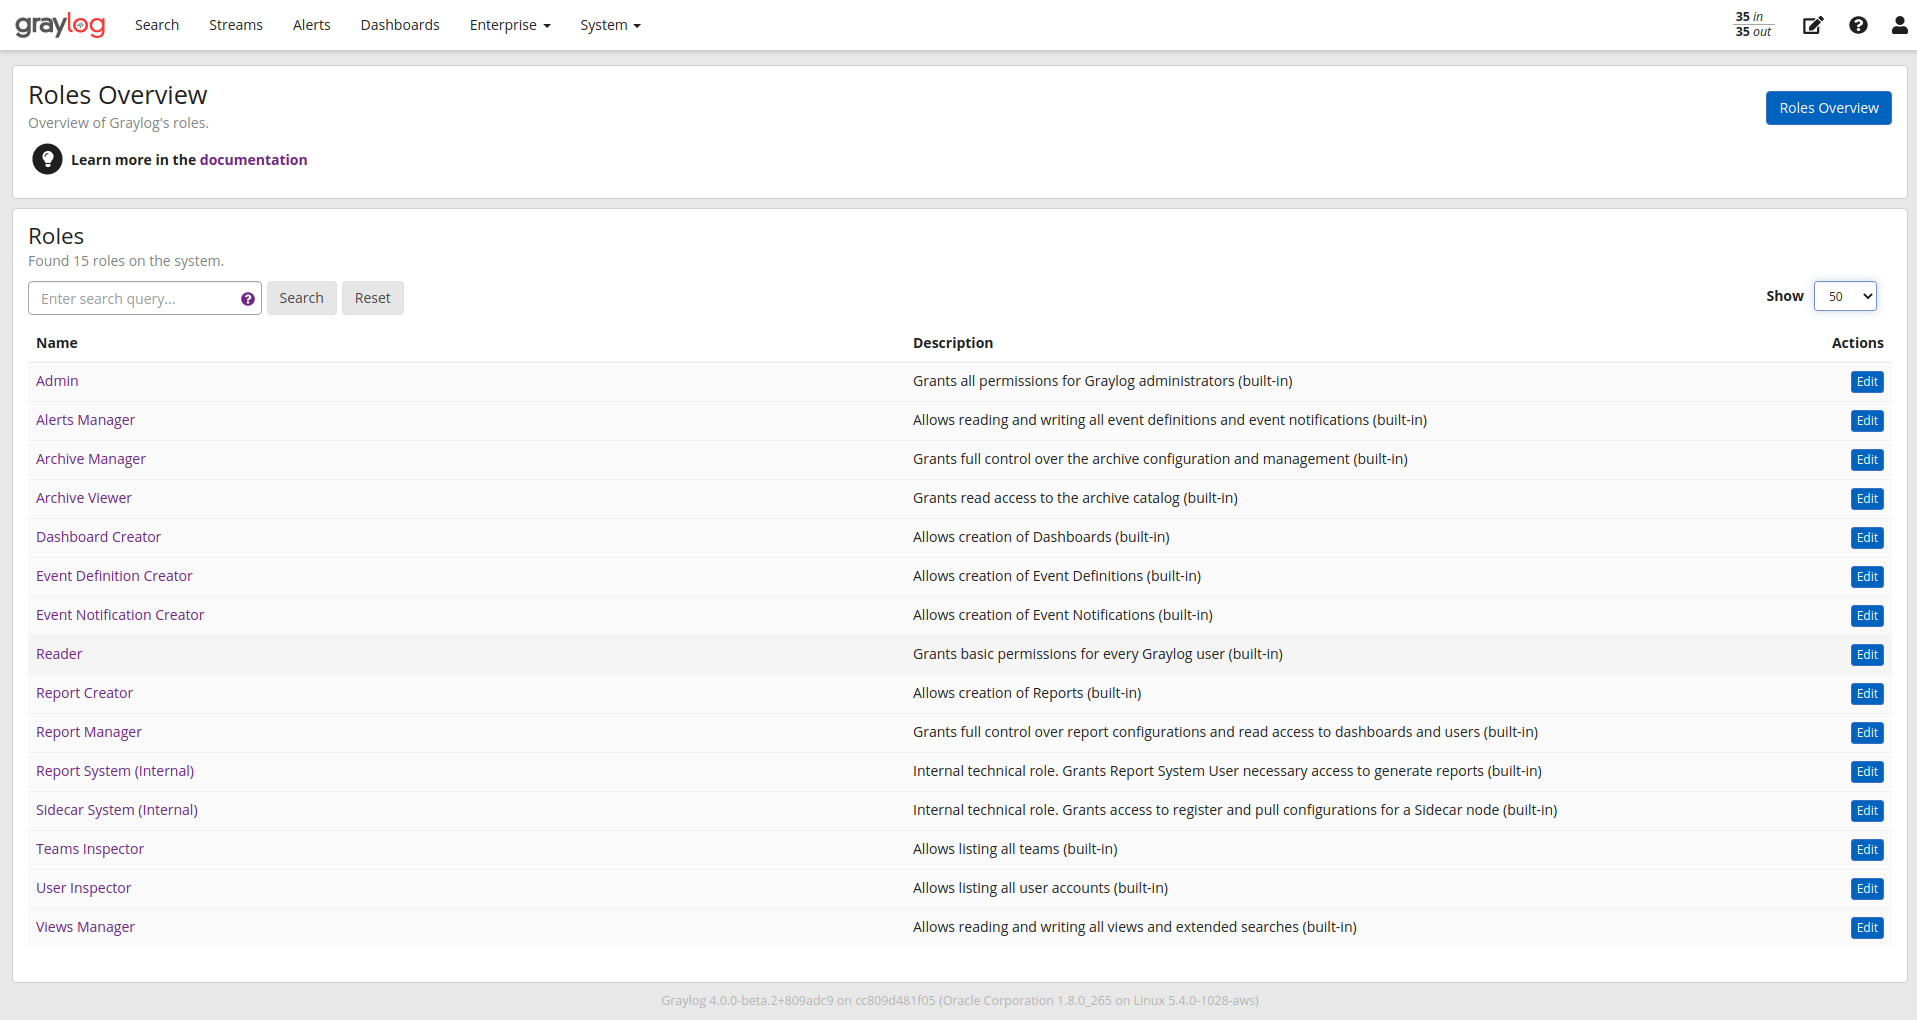 graylog Search Streams Alerts Dashboards Enterprise System 35 in
35 out
Roles Overview
Roles Overview
Overview of Graylog's roles.
Learn more in the documentation
Roles
Found 15 roles on the system.
Enter search query... Search Reset Show 50
Name Description Actions
Admin Grants all permissions for Graylog administrators (built-in) Edit
Alerts Manager Allows reading and writing all event definitions and event notifications (built-in) Edit
Archive Manager Grants full control over the archive configuration and management (built-in) Edit
Archive Viewer Grants read access to the archive catalog (built-in) Edit
Dashboard Creator Allows creation of Dashboards (built-in) Edit
Event Definition Creator Allows creation of Event Definitions (built-in) Edit
Event Notification Creator Allows creation of Event Notifications (built-in) Edit
Reader Grants basic permissions for every Graylog user (built-in) Edit
Report Creator Allows creation of Reports (built-in) Edit
Report Manager Grants full control over report configurations and read access to dashboards and users (built-in) Edit
Report System (Internal) Internal technical role. Grants Report System User necessary access to generate reports (built-in) Edit
Sidecar System (Internal) Internal technical role. Grants access to register and pull configurations for a Sidecar node (built-in) Edit
Teams Inspector Allows listing all teams (built-in) Edit
User Inspector Allows listing all user accounts (built-in) Edit
Views Manager Allows reading and writing all views and extended searches (built-in) Edit
Graylog 4.0.0-beta.2+809adc9 on cc809d481f05 (Oracle Corporation 1.8.0_265 on Linux 5.4.0-1028-aws)